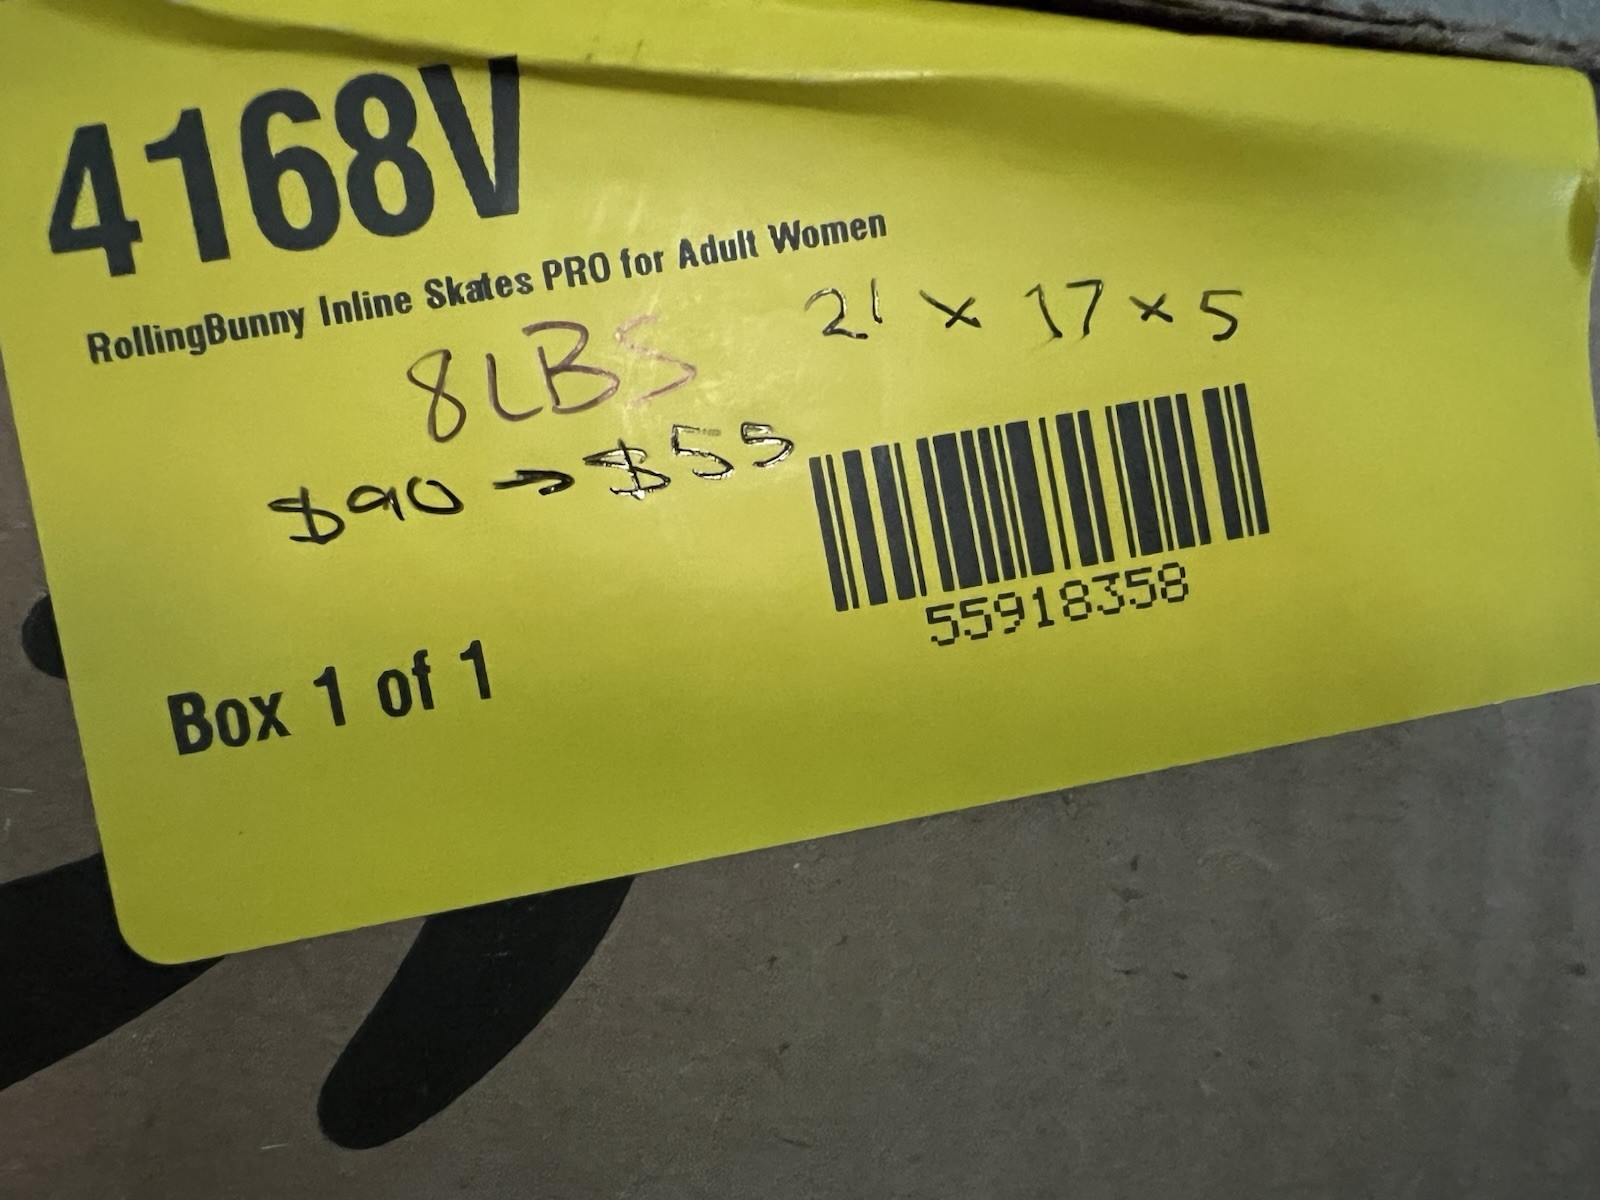 4168V
RollingBunny Inline Skates PRO for Adult Women
8LBS
21 x 17 x 5
$90 → $55
55918358
Box 1 of 1